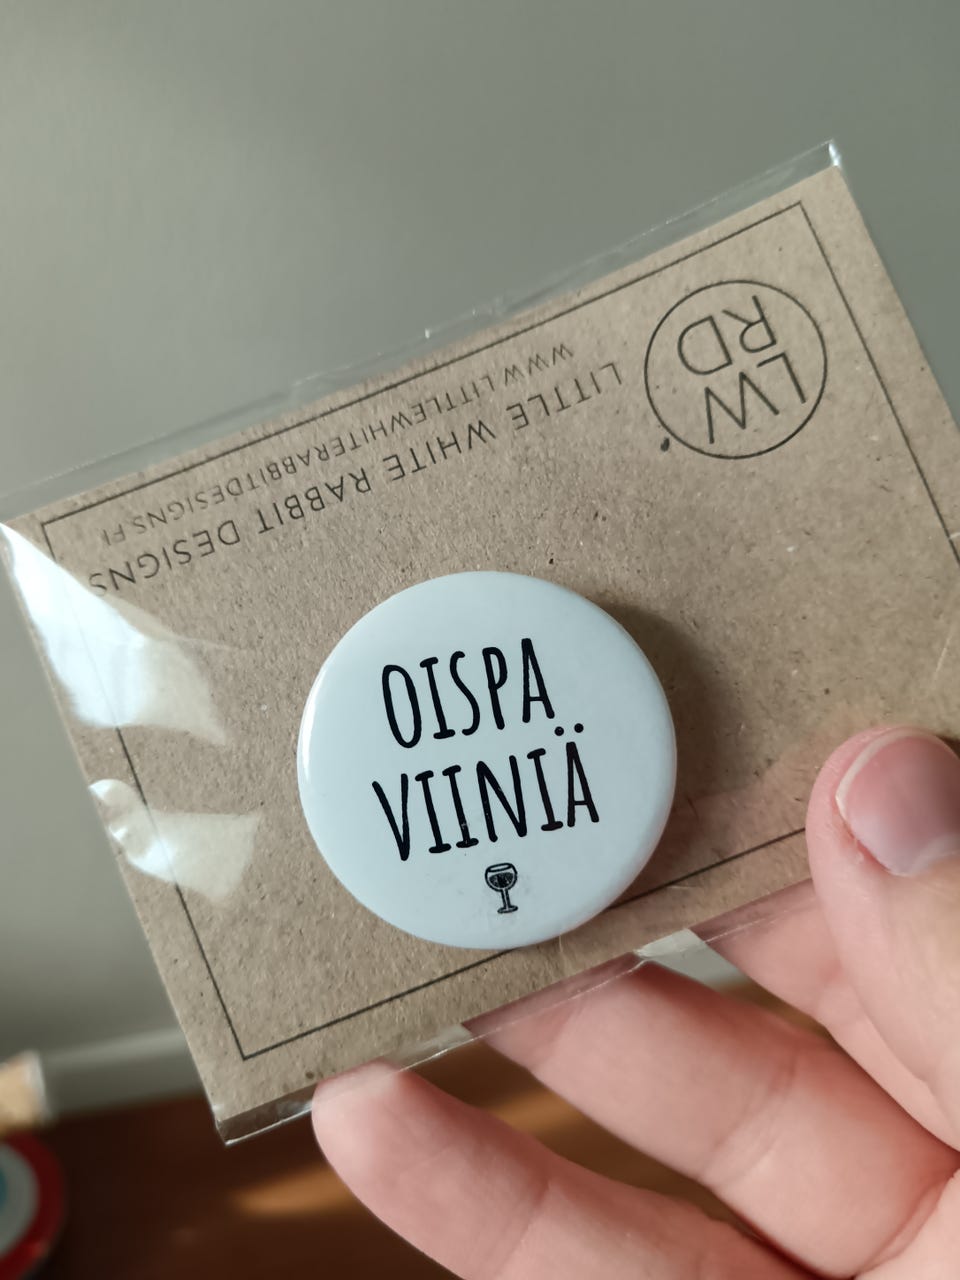 OISPA
VIINIÄ
LW
RD
LITTLE WHITE RABBIT DESIGNS
WWW.LITTLEWHITERABBITDESIGNS.FI